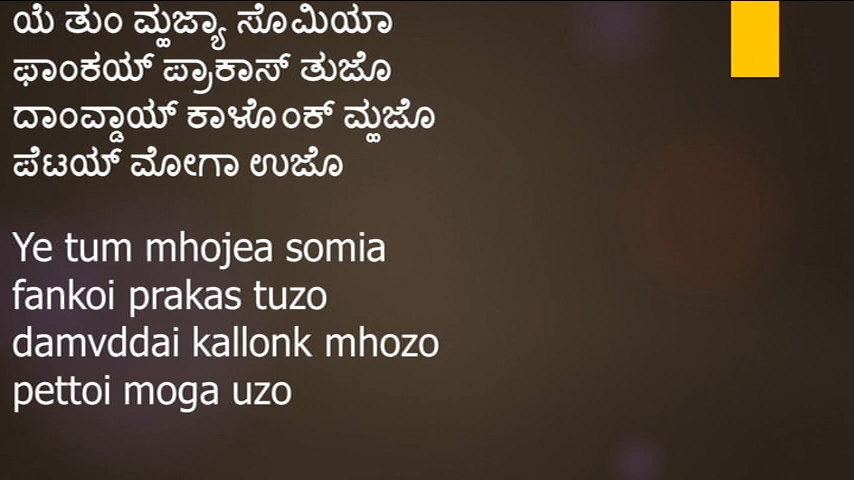 ಯೆ ತುಂ ಮ್ಹಜ್ಯಾ ಸೊಮಿಯಾ
ಫಾಂಕಯ್ ಪ್ರಾಕಾಸ್ ತುಜೊ
ದಾಂವ್ಡಾಯ್ ಕಾಳೊಂಕ್ ಮ್ಹಜೊ
ಪೆಟಯ್ ಮೋಗಾ ಉಜೊ
Ye tum mhojea somia
fankoi prakas tuzo
damvddai kallonk mhozo
pettoi moga uzo